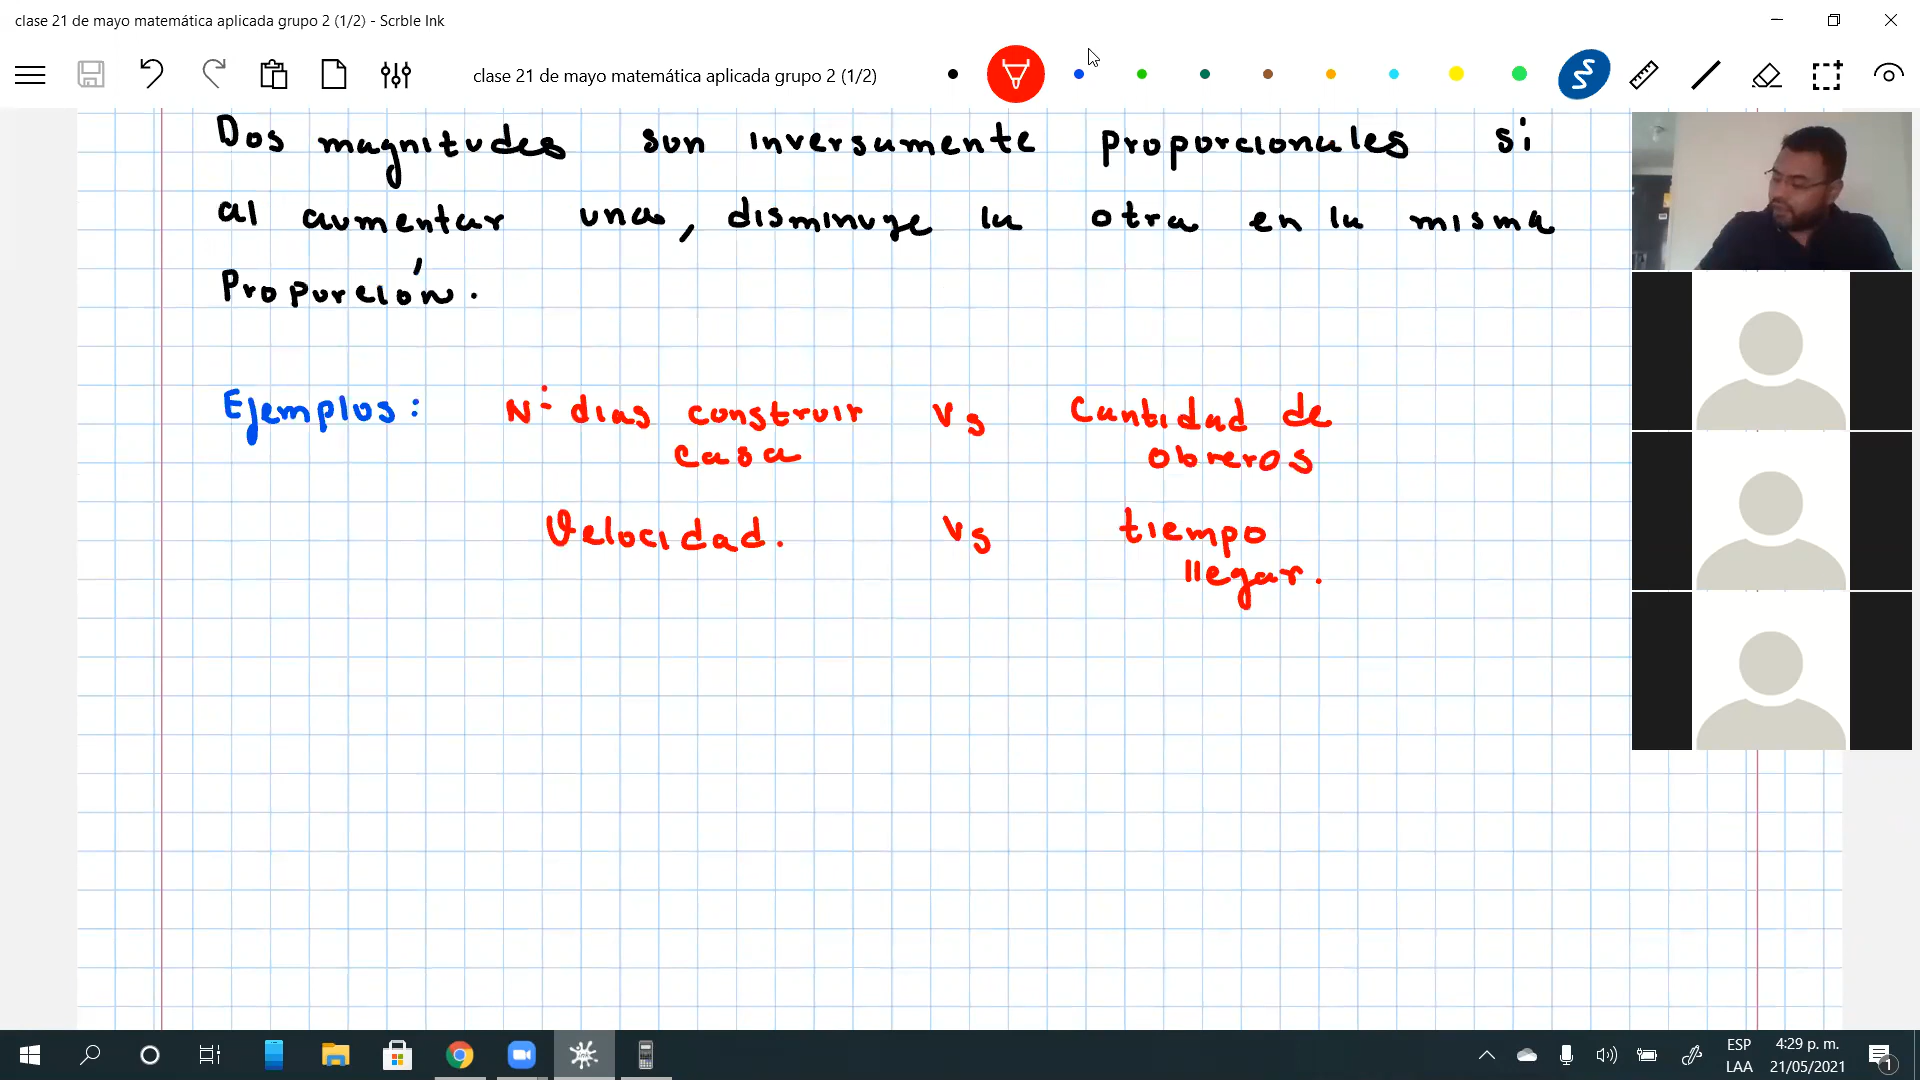 clase 21 de mayo matemática aplicada grupo 2 (1/2) - Scrble Ink
clase 21 de mayo matemática aplicada grupo 2 (1/2)
Dos magnitudes son inversamente proporcionales si
al aumentar una, disminuye la otra en la misma
Proporción.
Ejemplos: N° dias construir vs Cantidad de
casa obreros
Velocidad. vs tiempo
llegar.
ESP 4:29 p. m.
LAA 21/05/2021 1